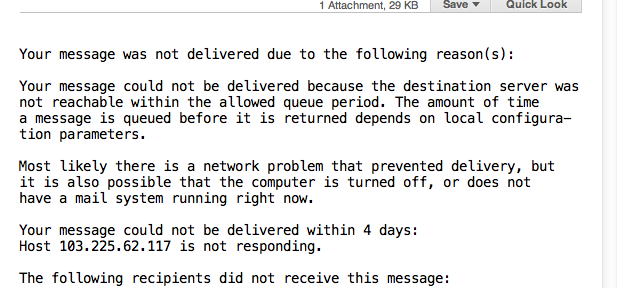 1 Attachment, 29 KB Save ▼ Quick Look
Your message was not delivered due to the following reason(s):
Your message could not be delivered because the destination server was
not reachable within the allowed queue period. The amount of time
a message is queued before it is returned depends on local configura–
tion parameters.
Most likely there is a network problem that prevented delivery, but
it is also possible that the computer is turned off, or does not
have a mail system running right now.
Your message could not be delivered within 4 days:
Host 103.225.62.117 is not responding.
The following recipients did not receive this message: